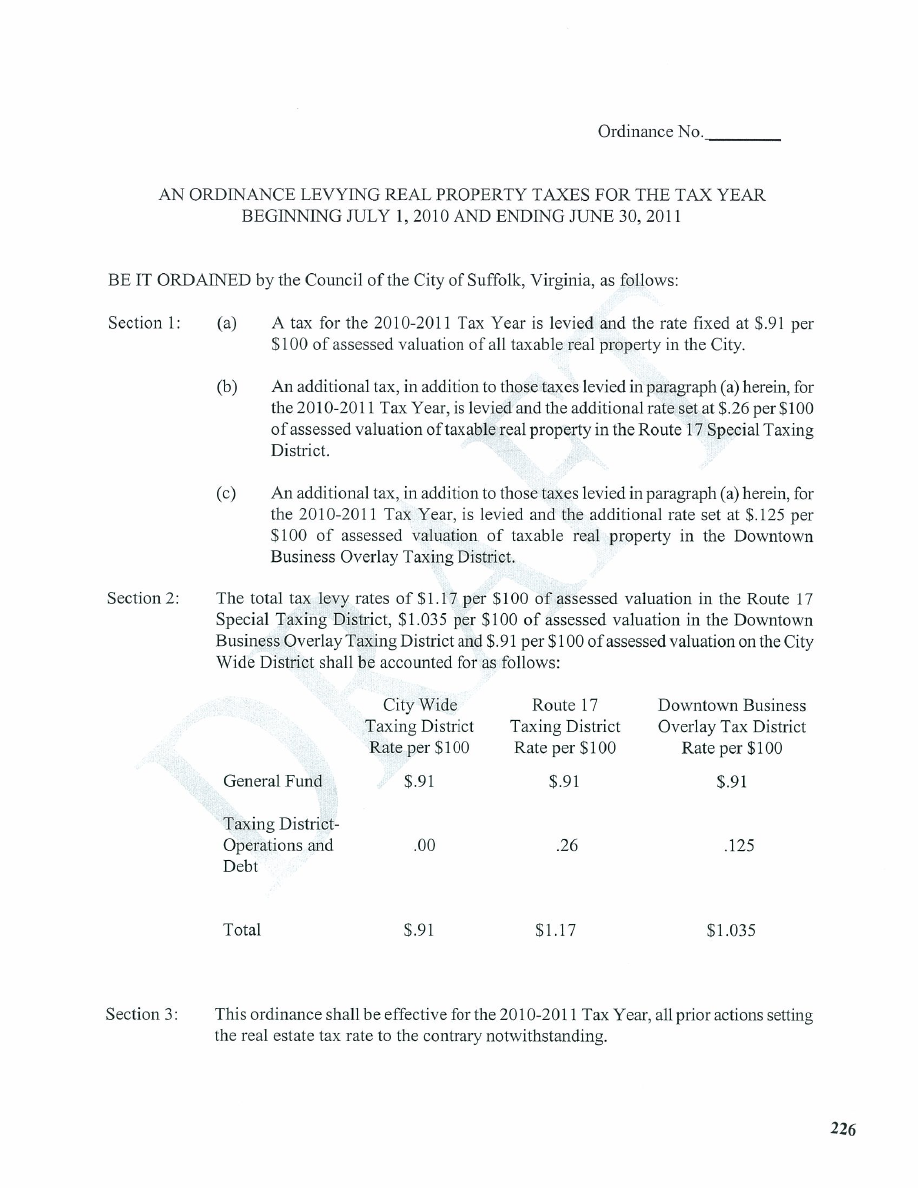 Ordinance No.________
AN ORDINANCE LEVYING REAL PROPERTY TAXES FOR THE TAX YEAR
BEGINNING JULY 1, 2010 AND ENDING JUNE 30, 2011
BE IT ORDAINED by the Council of the City of Suffolk, Virginia, as follows:
Section 1: (a) A tax for the 2010-2011 Tax Year is levied and the rate fixed at $.91 per
$100 of assessed valuation of all taxable real property in the City.
(b) An additional tax, in addition to those taxes levied in paragraph (a) herein, for
the 2010-2011 Tax Year, is levied and the additional rate set at $.26 per $100
of assessed valuation of taxable real property in the Route 17 Special Taxing
District.
(c) An additional tax, in addition to those taxes levied in paragraph (a) herein, for
the 2010-2011 Tax Year, is levied and the additional rate set at $.125 per
$100 of assessed valuation of taxable real property in the Downtown
Business Overlay Taxing District.
Section 2: The total tax levy rates of $1.17 per $100 of assessed valuation in the Route 17
Special Taxing District, $1.035 per $100 of assessed valuation in the Downtown
Business Overlay Taxing District and $.91 per $100 of assessed valuation on the City
Wide District shall be accounted for as follows:
City Wide Route 17 Downtown Business
Taxing District Taxing District Overlay Tax District
Rate per $100 Rate per $100 Rate per $100
General Fund $.91 $.91 $.91
Taxing District-
Operations and .00 .26 .125
Debt
Total $.91 $1.17 $1.035
Section 3: This ordinance shall be effective for the 2010-2011 Tax Year, all prior actions setting
the real estate tax rate to the contrary notwithstanding.
226
DRAFT